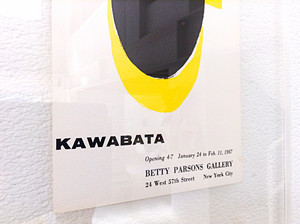 KAWABATA
Opening 4-7 January 24 to Feb. 11, 1967
BETTY PARSONS GALLERY
24 West 57th Street New York City